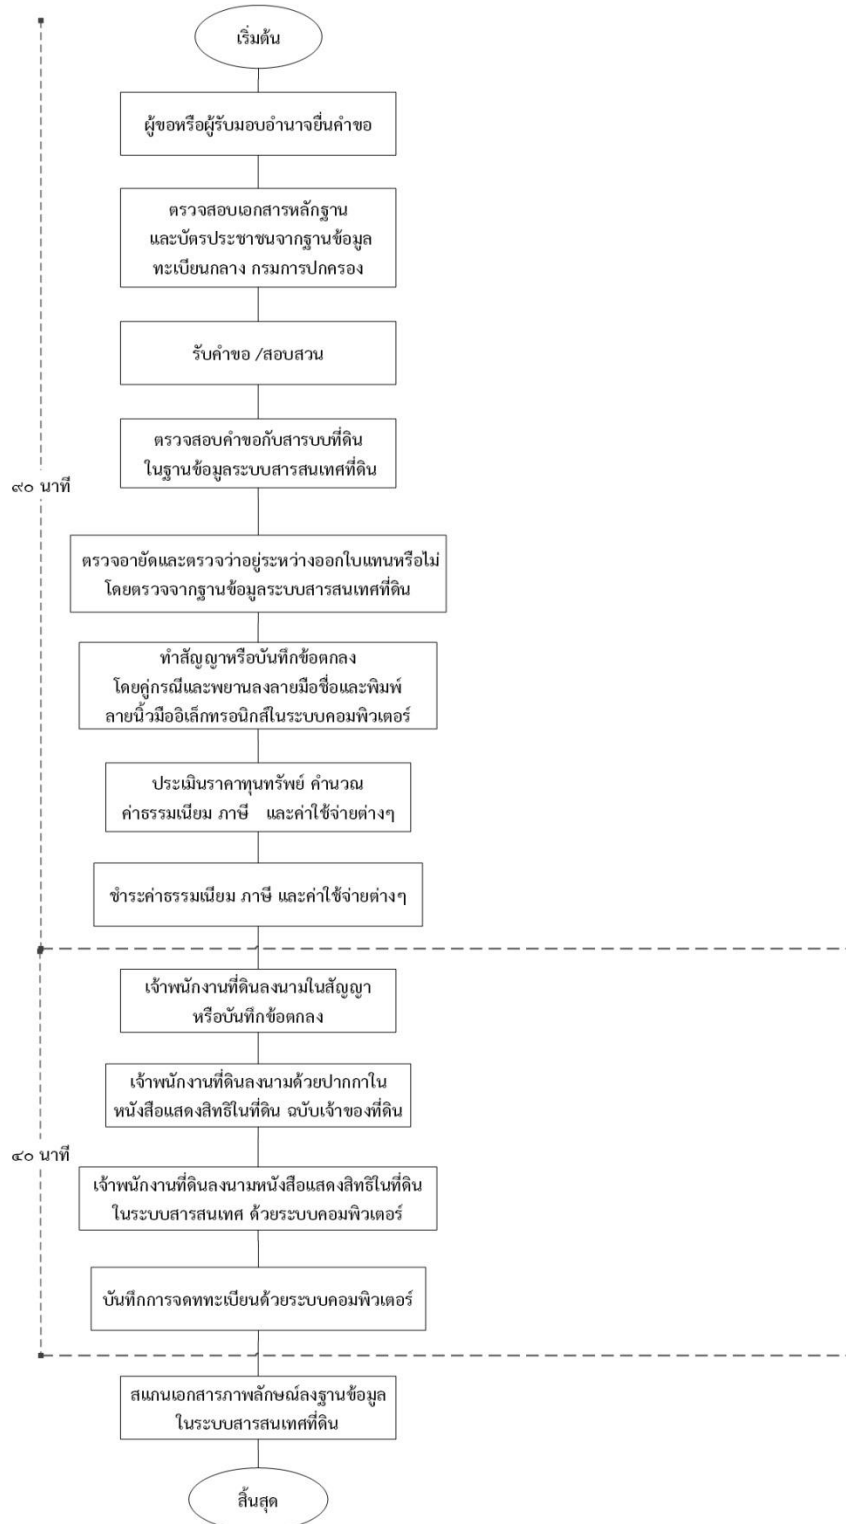 เริ่มต้น
ผู้ขอหรือผู้รับมอบอำนาจยื่นคำขอ
ตรวจสอบเอกสารหลักฐาน
และบัตรประชาชนจากฐานข้อมูล
ทะเบียนกลาง กรมการปกครอง
รับคำขอ /สอบสวน
ตรวจสอบคำขอกับสารบบที่ดิน
ในฐานข้อมูลระบบสารสนเทศที่ดิน
๙๐ นาที
ตรวจอายัดและตรวจว่าอยู่ระหว่างออกใบแทนหรือไม่
โดยตรวจจากฐานข้อมูลระบบสารสนเทศที่ดิน
ทำสัญญาหรือบันทึกข้อตกลง
โดยคู่กรณีและพยานลงลายมือชื่อและพิมพ์
ลายนิ้วมืออิเล็กทรอนิกส์ในระบบคอมพิวเตอร์
ประเมินราคาทุนทรัพย์ คำนวณ
ค่าธรรมเนียม ภาษี และค่าใช้จ่ายต่างๆ
ชำระค่าธรรมเนียม ภาษี และค่าใช้จ่ายต่างๆ
เจ้าพนักงานที่ดินลงนามในสัญญา
หรือบันทึกข้อตกลง
เจ้าพนักงานที่ดินลงนามด้วยปากกาใน
หนังสือแสดงสิทธิในที่ดิน ฉบับเจ้าของที่ดิน
๔๐ นาที
เจ้าพนักงานที่ดินลงนามหนังสือแสดงสิทธิในที่ดิน
ในระบบสารสนเทศ ด้วยระบบคอมพิวเตอร์
บันทึกการจดททะเบียนด้วยระบบคอมพิวเตอร์
สแกนเอกสารภาพลักษณ์ลงฐานข้อมูล
ในระบบสารสนเทศที่ดิน
สิ้นสุด